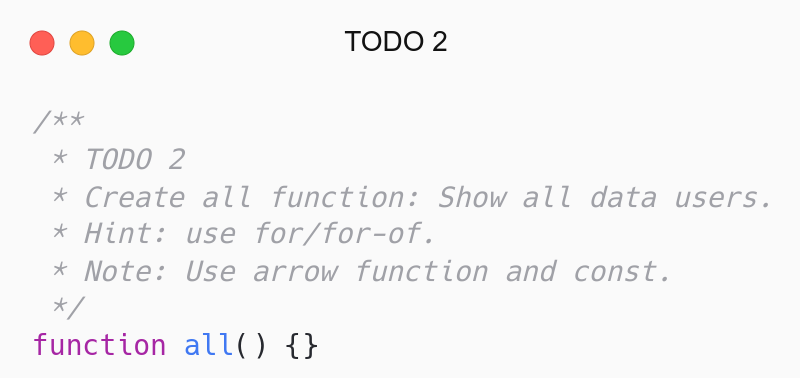 TODO 2
/**
 * TODO 2
 * Create all function: Show all data users.
 * Hint: use for/for-of.
 * Note: Use arrow function and const.
 */
function all() {}